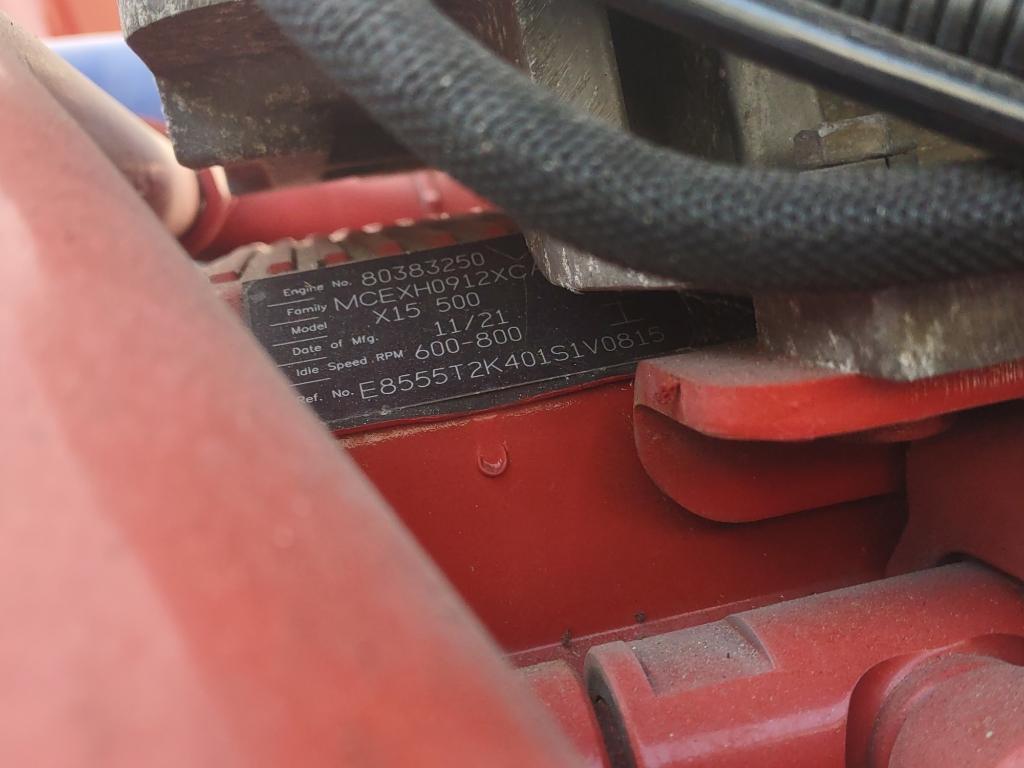 Engine No. 80383250
Family MCEXH0912XC
Model X15 500
Date of Mfg. 11/21
Idle Speed RPM 600-800
Ref. No. E8555T2K401S1V0815